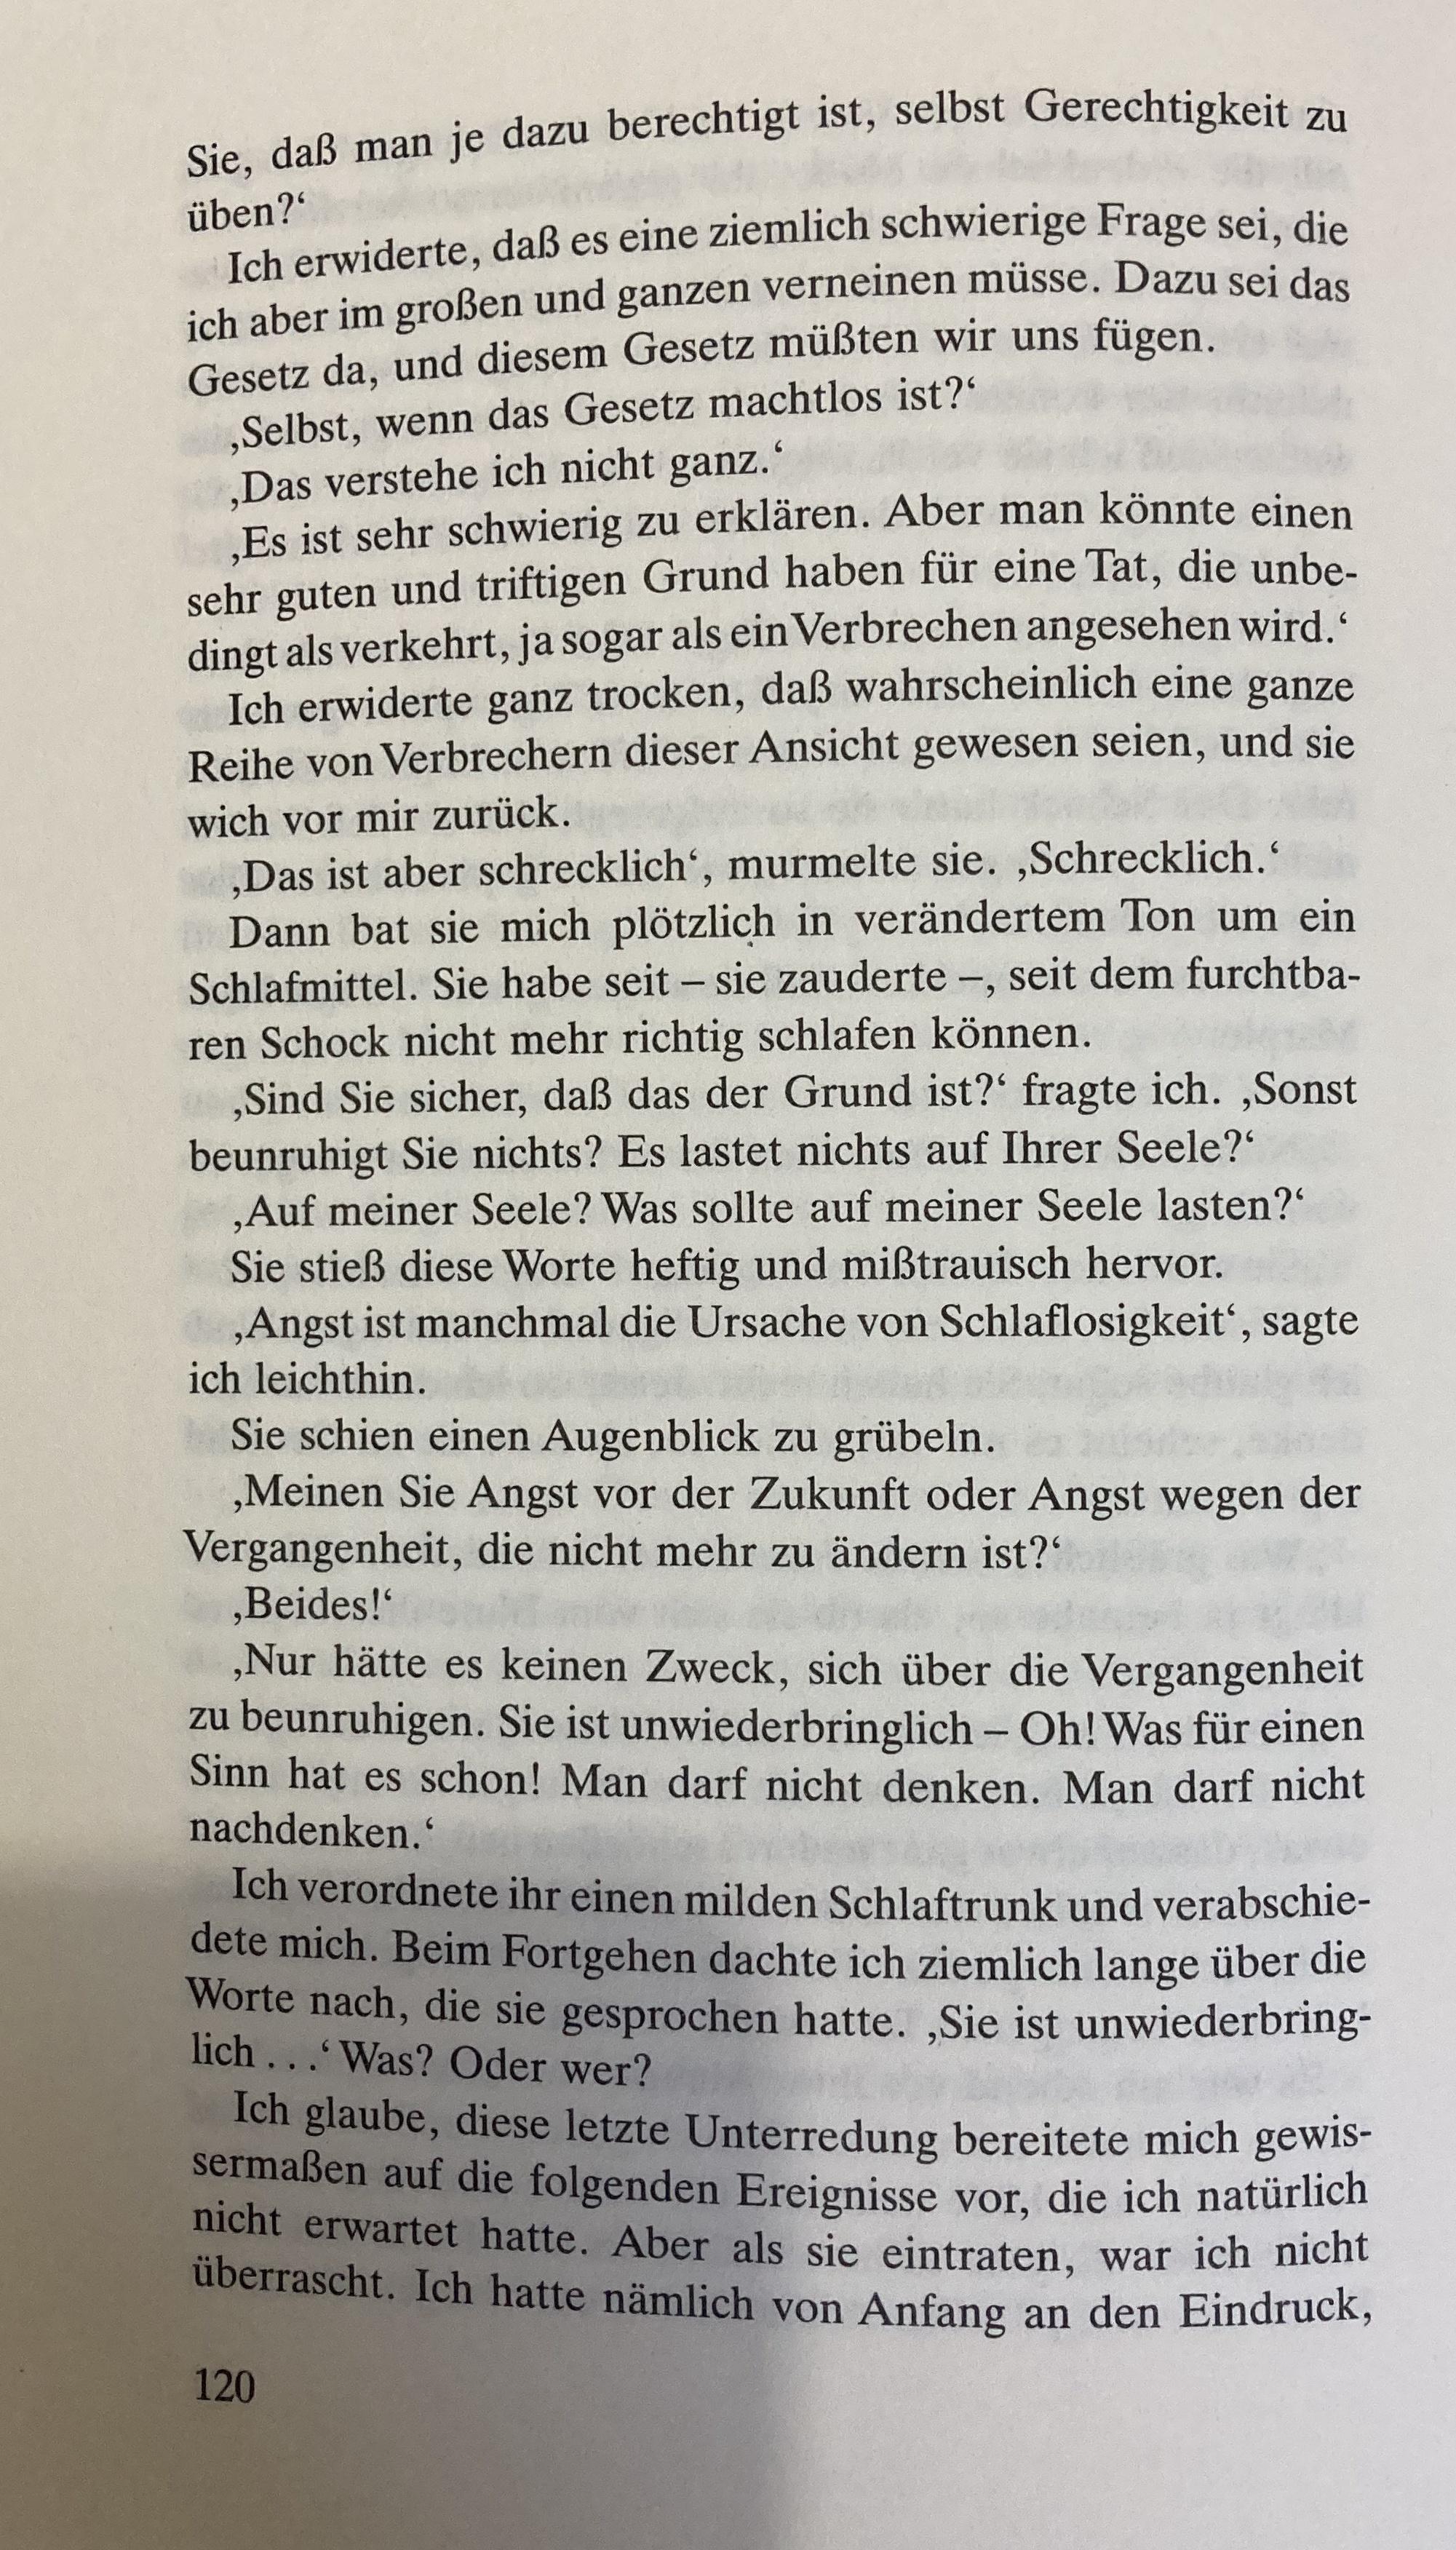 Sie, daß man je dazu berechtigt ist, selbst Gerechtigkeit zu
üben?‘
Ich erwiderte, daß es eine ziemlich schwierige Frage sei, die
ich aber im großen und ganzen verneinen müsse. Dazu sei das
Gesetz da, und diesem Gesetz müßten wir uns fügen.
‚Selbst, wenn das Gesetz machtlos ist?‘
‚Das verstehe ich nicht ganz.‘
‚Es ist sehr schwierig zu erklären. Aber man könnte einen
sehr guten und triftigen Grund haben für eine Tat, die unbe-
dingt als verkehrt, ja sogar als ein Verbrechen angesehen wird.‘
Ich erwiderte ganz trocken, daß wahrscheinlich eine ganze
Reihe von Verbrechern dieser Ansicht gewesen seien, und sie
wich vor mir zurück.
‚Das ist aber schrecklich‘, murmelte sie. ‚Schrecklich.‘
Dann bat sie mich plötzlich in verändertem Ton um ein
Schlafmittel. Sie habe seit – sie zauderte –, seit dem furchtba-
ren Schock nicht mehr richtig schlafen können.
‚Sind Sie sicher, daß das der Grund ist?‘ fragte ich. ‚Sonst
beunruhigt Sie nichts? Es lastet nichts auf Ihrer Seele?‘
‚Auf meiner Seele? Was sollte auf meiner Seele lasten?‘
Sie stieß diese Worte heftig und mißtrauisch hervor.
‚Angst ist manchmal die Ursache von Schlaflosigkeit‘, sagte
ich leichthin.
Sie schien einen Augenblick zu grübeln.
‚Meinen Sie Angst vor der Zukunft oder Angst wegen der
Vergangenheit, die nicht mehr zu ändern ist?‘
‚Beides!‘
‚Nur hätte es keinen Zweck, sich über die Vergangenheit
zu beunruhigen. Sie ist unwiederbringlich – Oh! Was für einen
Sinn hat es schon! Man darf nicht denken. Man darf nicht
nachdenken.‘
Ich verordnete ihr einen milden Schlaftrunk und verabschie-
dete mich. Beim Fortgehen dachte ich ziemlich lange über die
Worte nach, die sie gesprochen hatte. ‚Sie ist unwiederbring-
lich . . .‘ Was? Oder wer?
Ich glaube, diese letzte Unterredung bereitete mich gewis-
sermaßen auf die folgenden Ereignisse vor, die ich natürlich
nicht erwartet hatte. Aber als sie eintraten, war ich nicht
überrascht. Ich hatte nämlich von Anfang an den Eindruck,
120